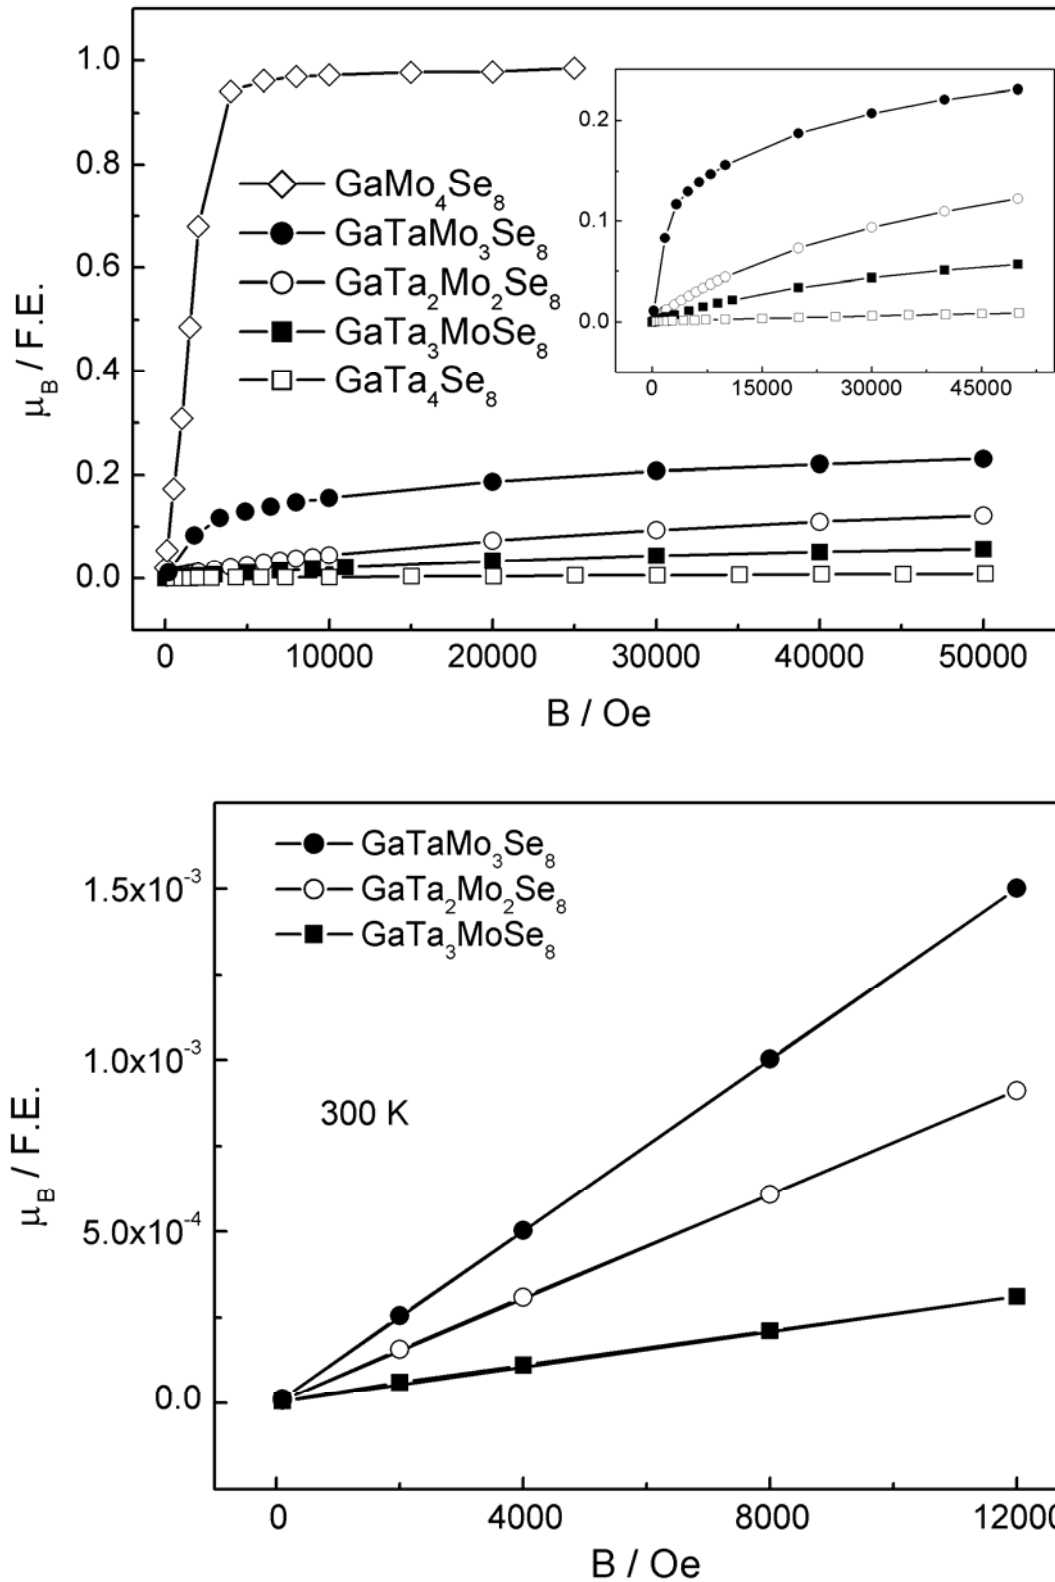 1.0
0.8
0.6
0.4
0.2
0.0
μ_B / F.E.
GaMo₄Se₈
GaTaMo₃Se₈
GaTa₂Mo₂Se₈
GaTa₃MoSe₈
GaTa₄Se₈
0.2
0.1
0.0
0 15000 30000 45000
0 10000 20000 30000 40000 50000
B / Oe
GaTaMo₃Se₈
GaTa₂Mo₂Se₈
GaTa₃MoSe₈
1.5x10⁻³
1.0x10⁻³
5.0x10⁻⁴
0.0
μ_B / F.E.
300 K
0 4000 8000 12000
B / Oe